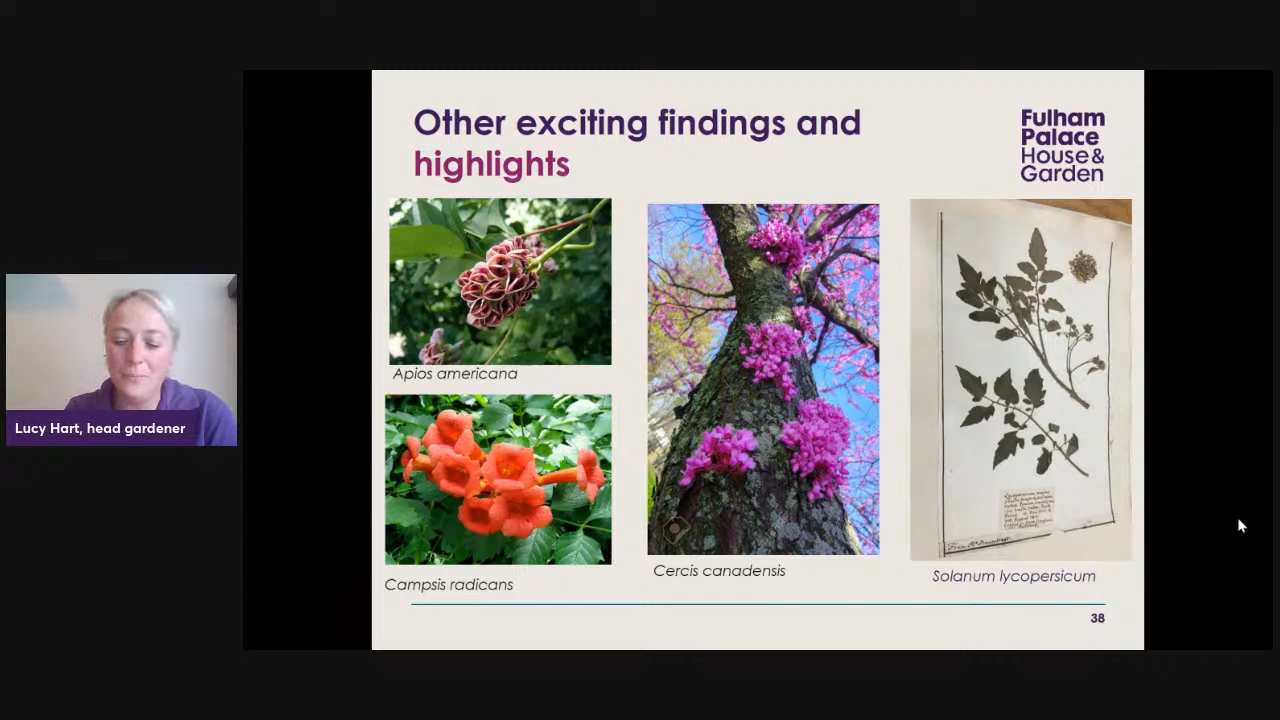 Other exciting findings and
highlights
Fulham
Palace
House &
Garden
Apios americana
Campsis radicans
Cercis canadensis
Solanum lycopersicum
38
Lucy Hart, head gardener